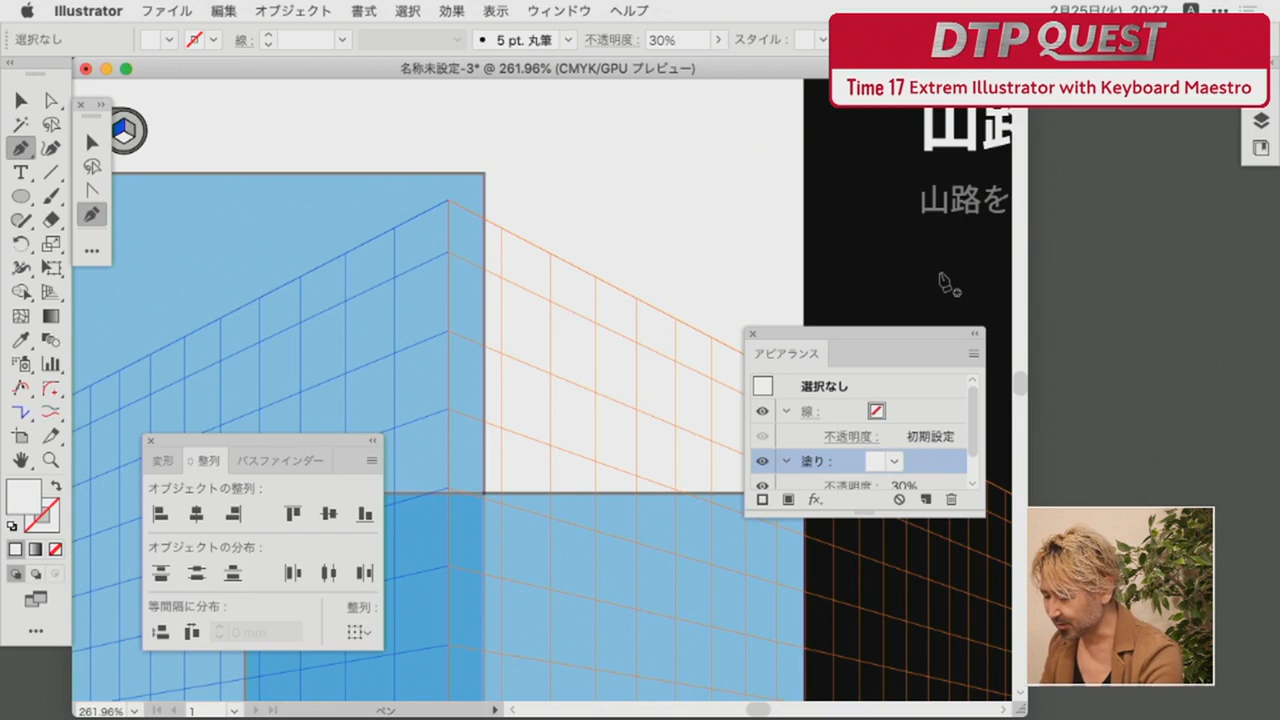 Illustrator ファイル 編集 オブジェクト 書式 選択 効果 表示 ウィンドウ ヘルプ
2月25日(火) 20:27 A
選択なし 線: 5 pt. 丸筆 不透明度: 30% スタイル:
名称未設定-3* @ 261.96% (CMYK/GPU プレビュー)
DTP QUEST
Time 17 Extrem Illustrator with Keyboard Maestro
山路を
アピアランス
選択なし
線:
不透明度: 初期設定
塗り:
不透明度: 30%
fx.
変形 整列 パスファインダー
オブジェクトの整列:
オブジェクトの分布:
等間隔に分布: 整列:
0 mm
261.96% 1 ペン